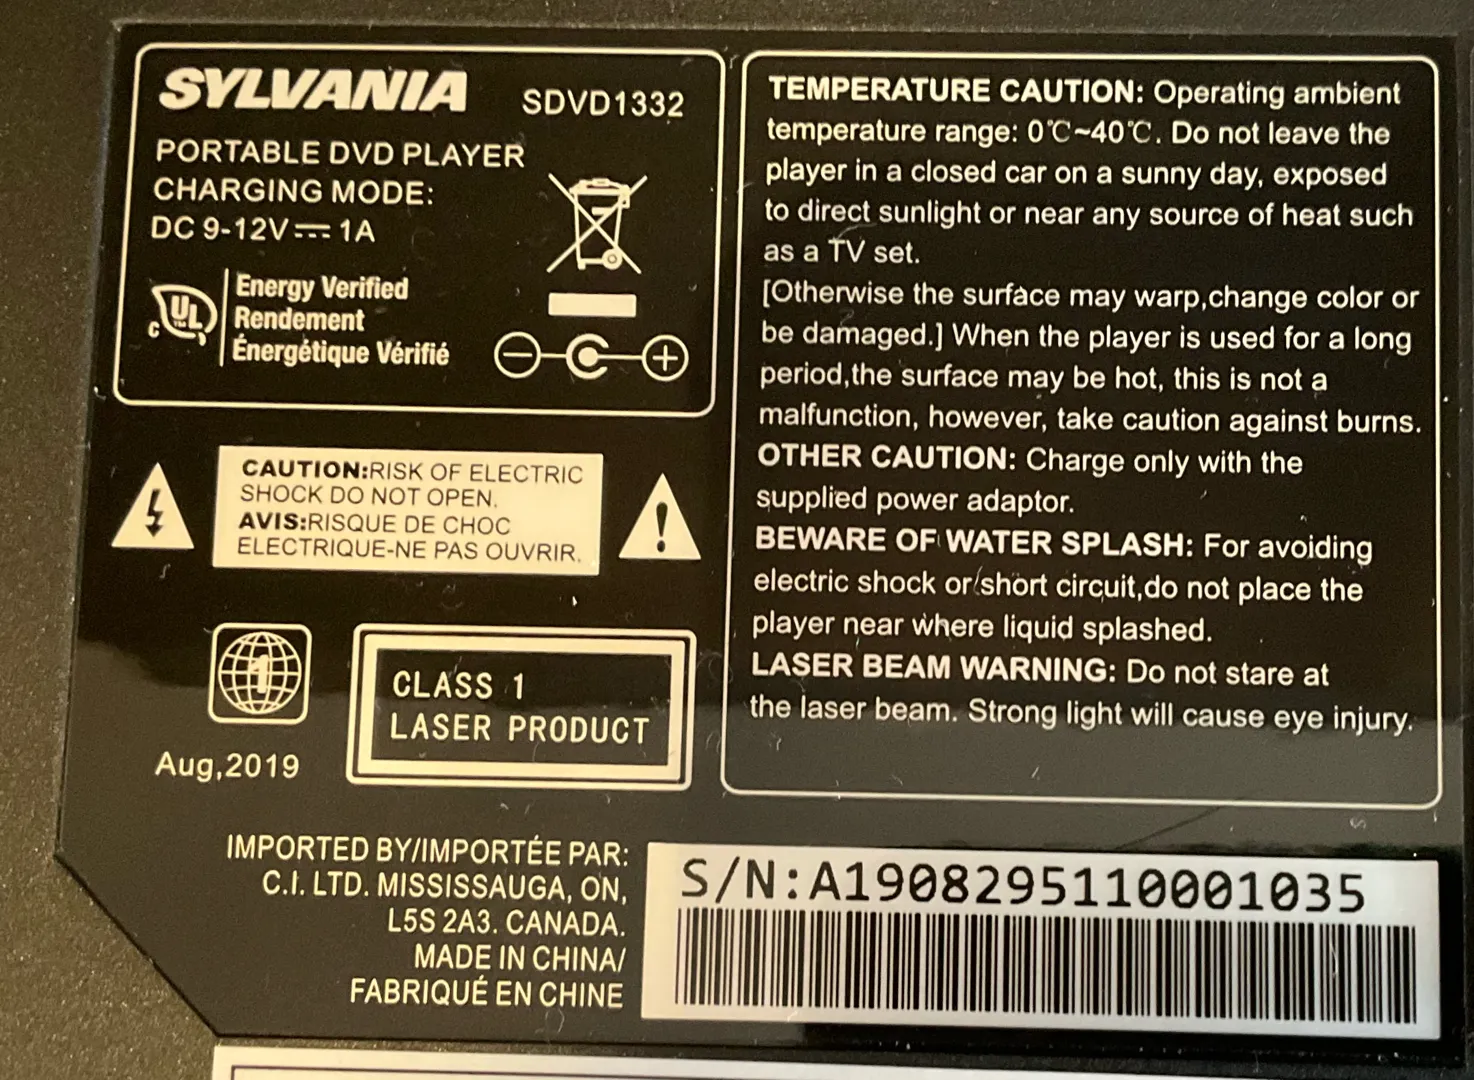 SYLVANIA SDVD1332
PORTABLE DVD PLAYER
CHARGING MODE:
DC 9-12V⎓1A
C UL Energy Verified
Rendement
Énergétique Vérifié
CAUTION:RISK OF ELECTRIC
SHOCK DO NOT OPEN.
AVIS:RISQUE DE CHOC
ELECTRIQUE-NE PAS OUVRIR.
1
Aug,2019
CLASS 1
LASER PRODUCT
TEMPERATURE CAUTION: Operating ambient
temperature range: 0℃~40℃. Do not leave the
player in a closed car on a sunny day, exposed
to direct sunlight or near any source of heat such
as a TV set.
[Otherwise the surface may warp,change color or
be damaged.] When the player is used for a long
period,the surface may be hot, this is not a
malfunction, however, take caution against burns.
OTHER CAUTION: Charge only with the
supplied power adaptor.
BEWARE OF WATER SPLASH: For avoiding
electric shock or short circuit,do not place the
player near where liquid splashed.
LASER BEAM WARNING: Do not stare at
the laser beam. Strong light will cause eye injury.
IMPORTED BY/IMPORTÉE PAR:
C.I. LTD. MISSISSAUGA, ON,
L5S 2A3. CANADA.
MADE IN CHINA/
FABRIQUÉ EN CHINE
S/N:A1908295110001035